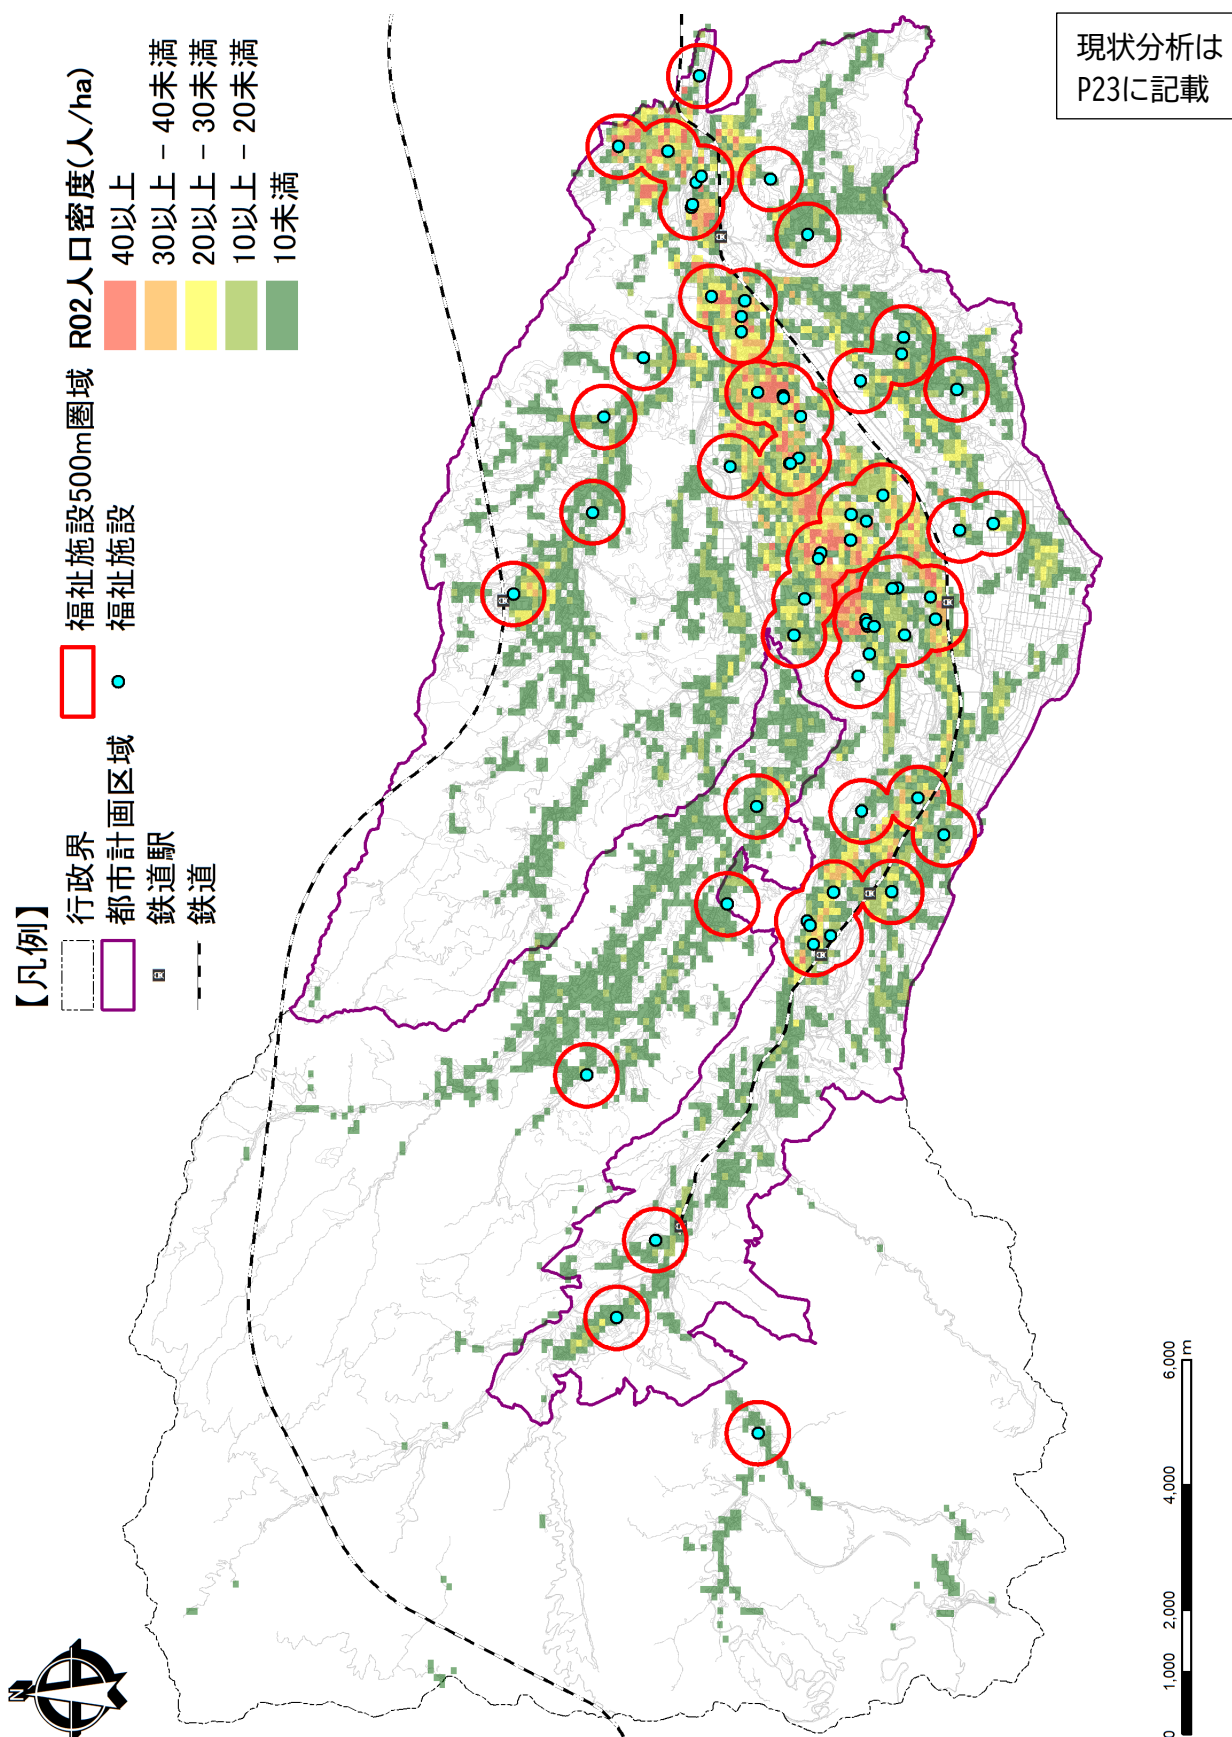 現状分析は
P23に記載
【凡例】
行政界
都市計画区域
鉄道駅
鉄道
福祉施設500m圏域
福祉施設
R02人口密度(人/ha)
40以上
30以上 - 40未満
20以上 - 30未満
10以上 - 20未満
10未満
N
0 1,000 2,000 4,000 6,000
m